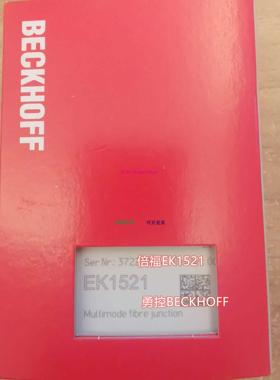 BECKHOFF
Ser Nr: 372
倍福EK1521
EK1521
Multimode fibre junction
勇控BECKHOFF